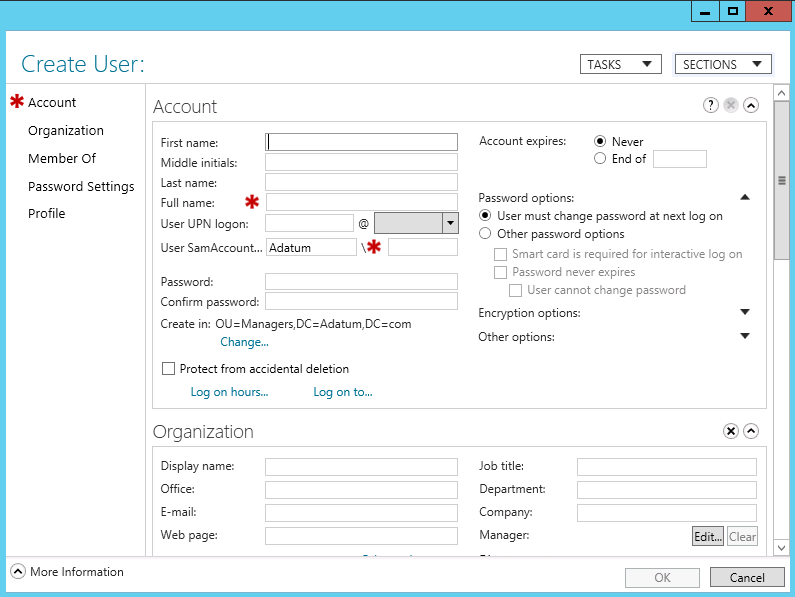 Create User:
TASKS
SECTIONS
Account
Organization
Member Of
Password Settings
Profile
Account
First name:
Middle initials:
Last name:
Full name:
User UPN logon:
@
User SamAccount...
Adatum
\
Password:
Confirm password:
Create in: OU=Managers,DC=Adatum,DC=com
Change...
Protect from accidental deletion
Log on hours...
Log on to...
Account expires:
Never
End of
Password options:
User must change password at next log on
Other password options
Smart card is required for interactive log on
Password never expires
User cannot change password
Encryption options:
Other options:
Organization
Display name:
Office:
E-mail:
Web page:
Job title:
Department:
Company:
Manager:
Edit...
Clear
More Information
OK
Cancel